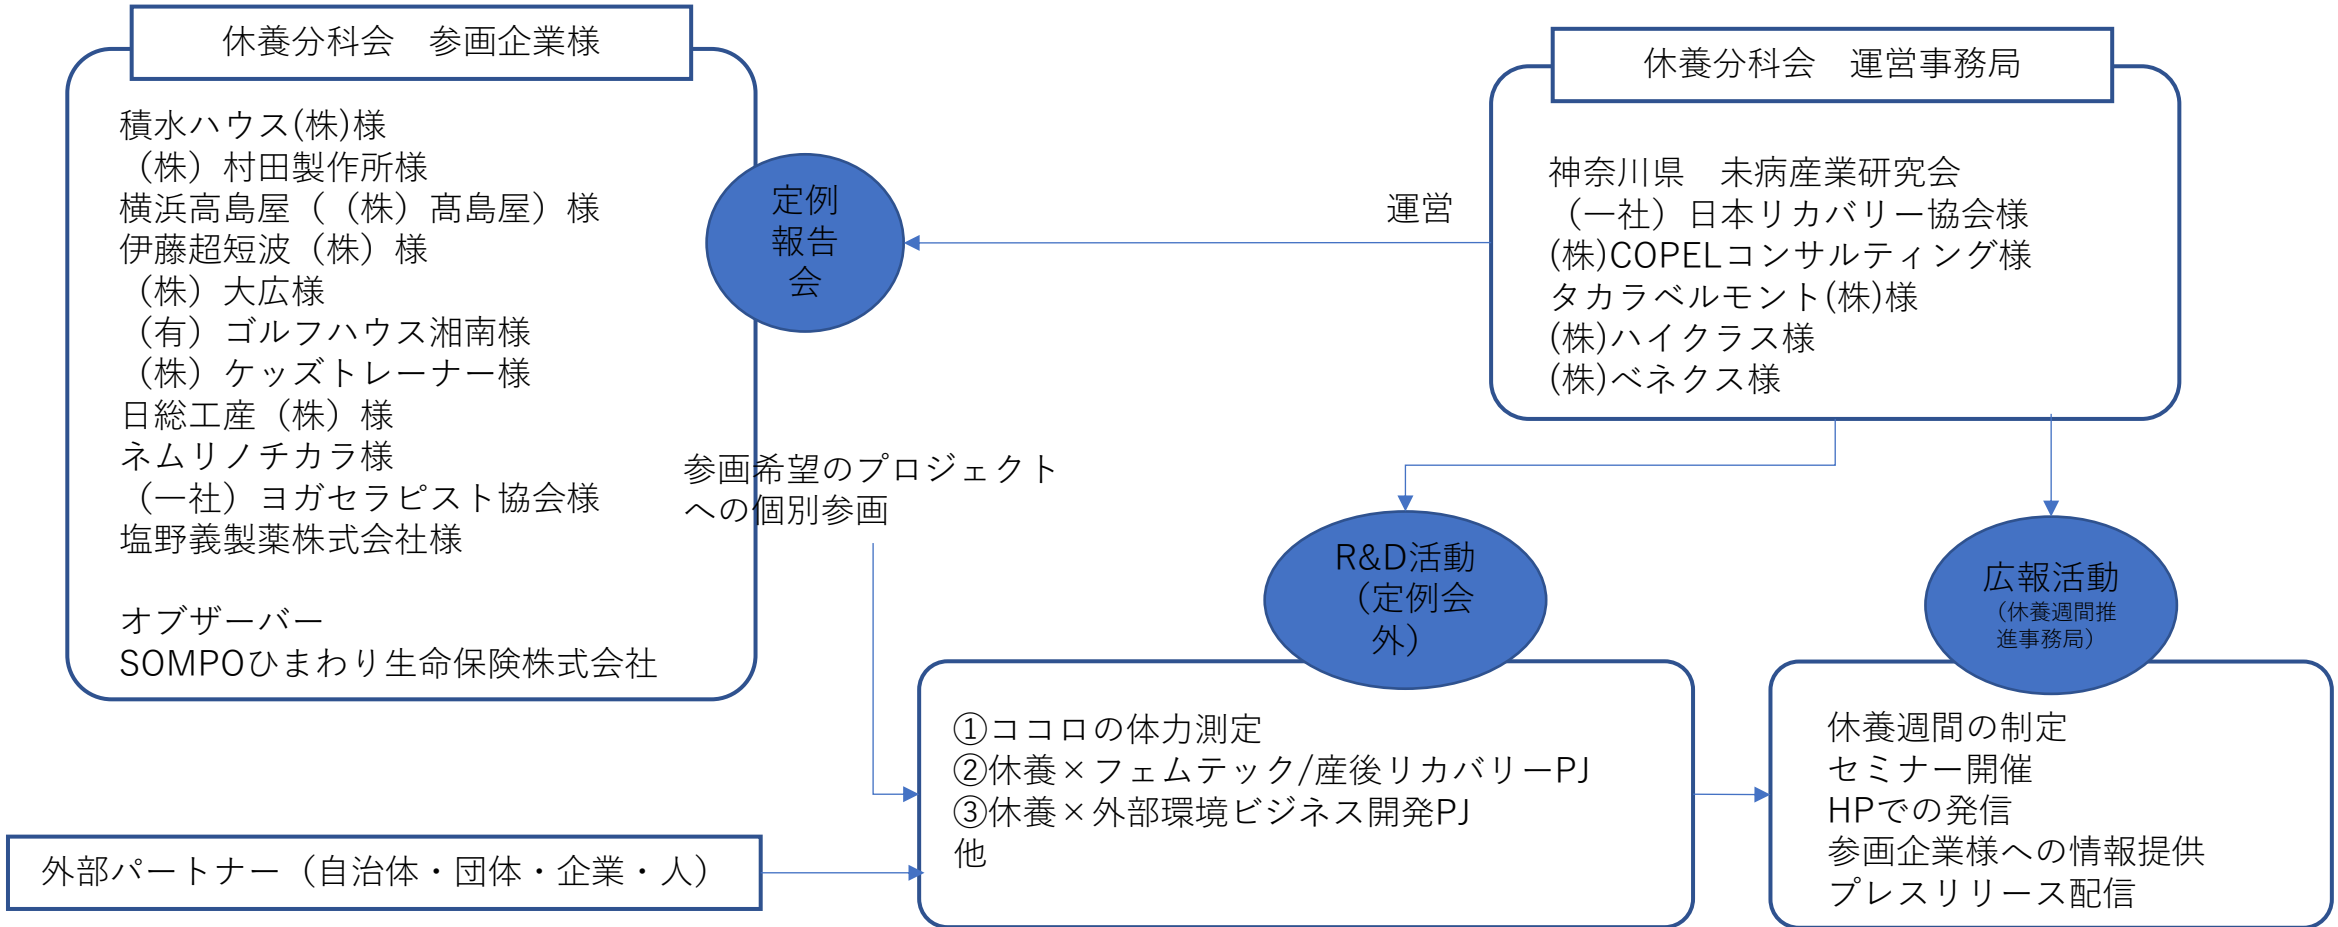 休養分科会　参画企業様
積水ハウス(株)様
（株）村田製作所様
横浜高島屋（（株）髙島屋）様
伊藤超短波（株）様
（株）大広様
（有）ゴルフハウス湘南様
（株）ケッズトレーナー様
日総工産（株）様
ネムリノチカラ様
（一社）ヨガセラピスト協会様
塩野義製薬株式会社様
オブザーバー
SOMPOひまわり生命保険株式会社
定例
報告
会
運営
休養分科会　運営事務局
神奈川県　未病産業研究会
（一社）日本リカバリー協会様
(株)COPELコンサルティング様
タカラベルモント(株)様
(株)ハイクラス様
(株)ベネクス様
参画希望のプロジェクト
への個別参画
R&D活動
（定例会
外）
①ココロの体力測定
②休養×フェムテック/産後リカバリーPJ
③休養×外部環境ビジネス開発PJ
他
広報活動
（休養週間推
進事務局）
休養週間の制定
セミナー開催
HPでの発信
参画企業様への情報提供
プレスリリース配信
外部パートナー（自治体・団体・企業・人）